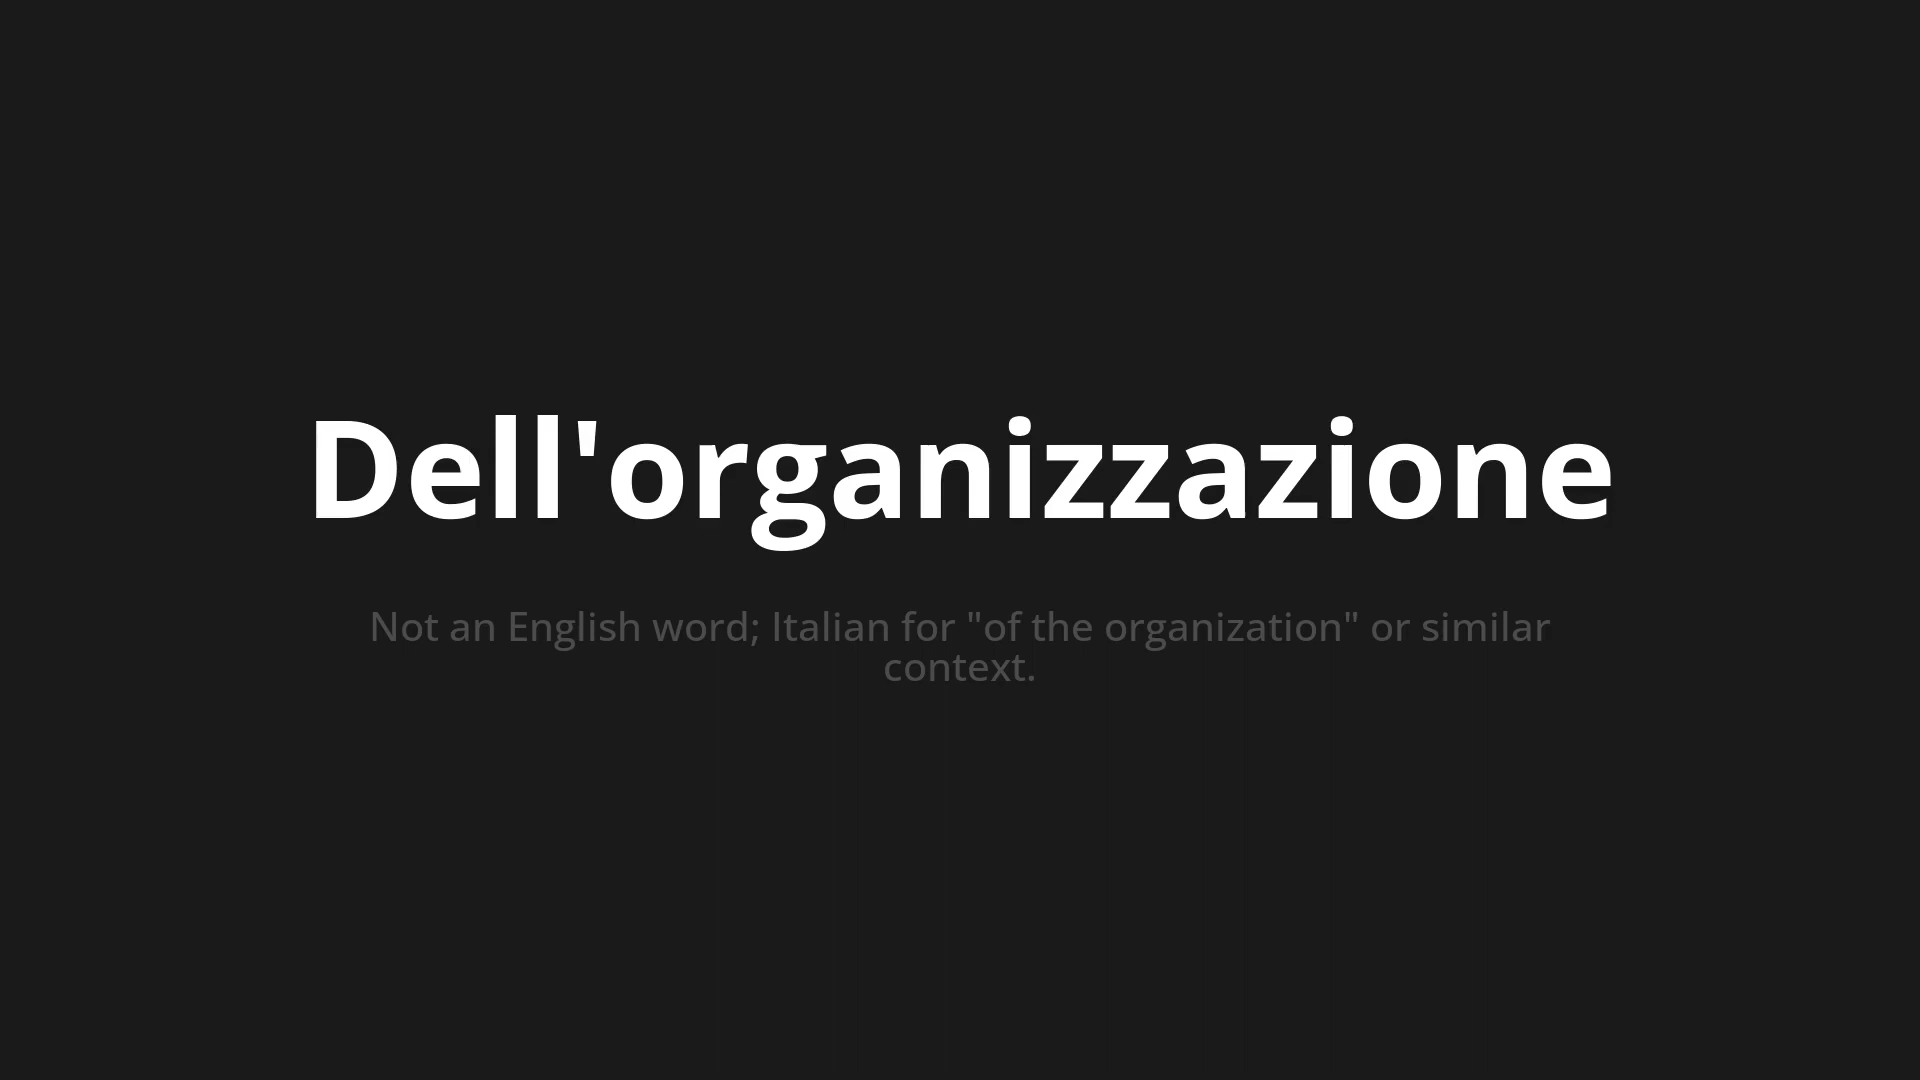 Dell'organizzazione
Not an English word; Italian for "of the organization" or similar
context.